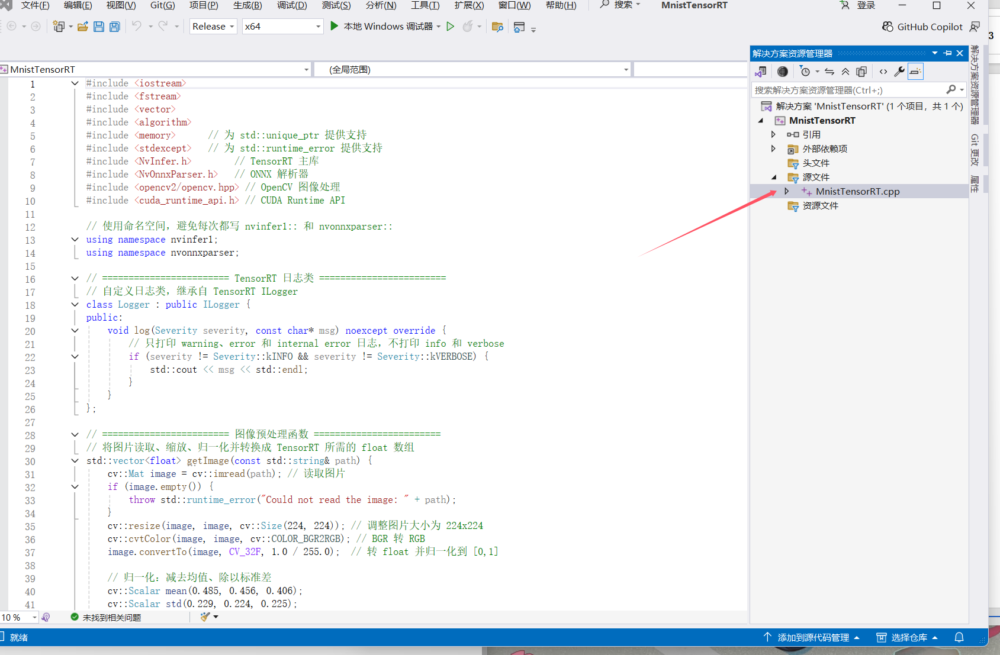 文件(F) 编辑(E) 视图(V) Git(G) 项目(P) 生成(B) 调试(D) 测试(S) 分析(N) 工具(T) 扩展(X) 窗口(W) 帮助(H) 搜索 MnistTensorRT 登录
Release x64 本地 Windows 调试器 GitHub Copilot
3
MnistTensorRT (全局范围)
1 #include <iostream>
2 #include <fstream>
3 #include <vector>
4 #include <algorithm>
5 #include <memory> // 为 std::unique_ptr 提供支持
6 #include <stdexcept> // 为 std::runtime_error 提供支持
7 #include <NvInfer.h> // TensorRT 主库
8 #include <NvOnnxParser.h> // ONNX 解析器
9 #include <opencv2/opencv.hpp> // OpenCV 图像处理
10 #include <cuda_runtime_api.h> // CUDA Runtime API
11
12 // 使用命名空间，避免每次都写 nvinfer1:: 和 nvonnxparser::
13 using namespace nvinfer1;
14 using namespace nvonnxparser;
15
16 // =========================== TensorRT 日志类 ========================
17 // 自定义日志类，继承自 TensorRT ILogger
18 class Logger : public ILogger {
19 public:
20 void log(Severity severity, const char* msg) noexcept override {
21 // 只打印 warning、error 和 internal error 日志，不打印 info 和 verbose
22 if (severity != Severity::kINFO && severity != Severity::kVERBOSE) {
23 std::cout << msg << std::endl;
24 }
25 }
26 };
27
28 // =========================== 图像预处理函数 ========================
29 // 将图片读取、缩放、归一化并转换成 TensorRT 所需的 float 数组
30 std::vector<float> getImage(const std::string& path) {
31 cv::Mat image = cv::imread(path); // 读取图片
32 if (image.empty()) {
33 throw std::runtime_error("Could not read the image: " + path);
34 }
35 cv::resize(image, image, cv::Size(224, 224)); // 调整图片大小为 224x224
36 cv::cvtColor(image, image, cv::COLOR_BGR2RGB); // BGR 转 RGB
37 image.convertTo(image, CV_32F, 1.0 / 255.0); // 转 float 并归一化到 [0,1]
38
39 // 归一化：减去均值、除以标准差
40 cv::Scalar mean(0.485, 0.456, 0.406);
41 cv::Scalar std(0.229, 0.224, 0.225);
10 % 未找到相关问题
就绪 添加到源代码管理 选择仓库
解决方案资源管理器
搜索解决方案资源管理器(Ctrl+;)
解决方案 'MnistTensorRT' (1 个项目，共 1 个)
MnistTensorRT
引用
外部依赖项
头文件
源文件
MnistTensorRT.cpp
资源文件
解决方案资源管理器
Git 更改
属性